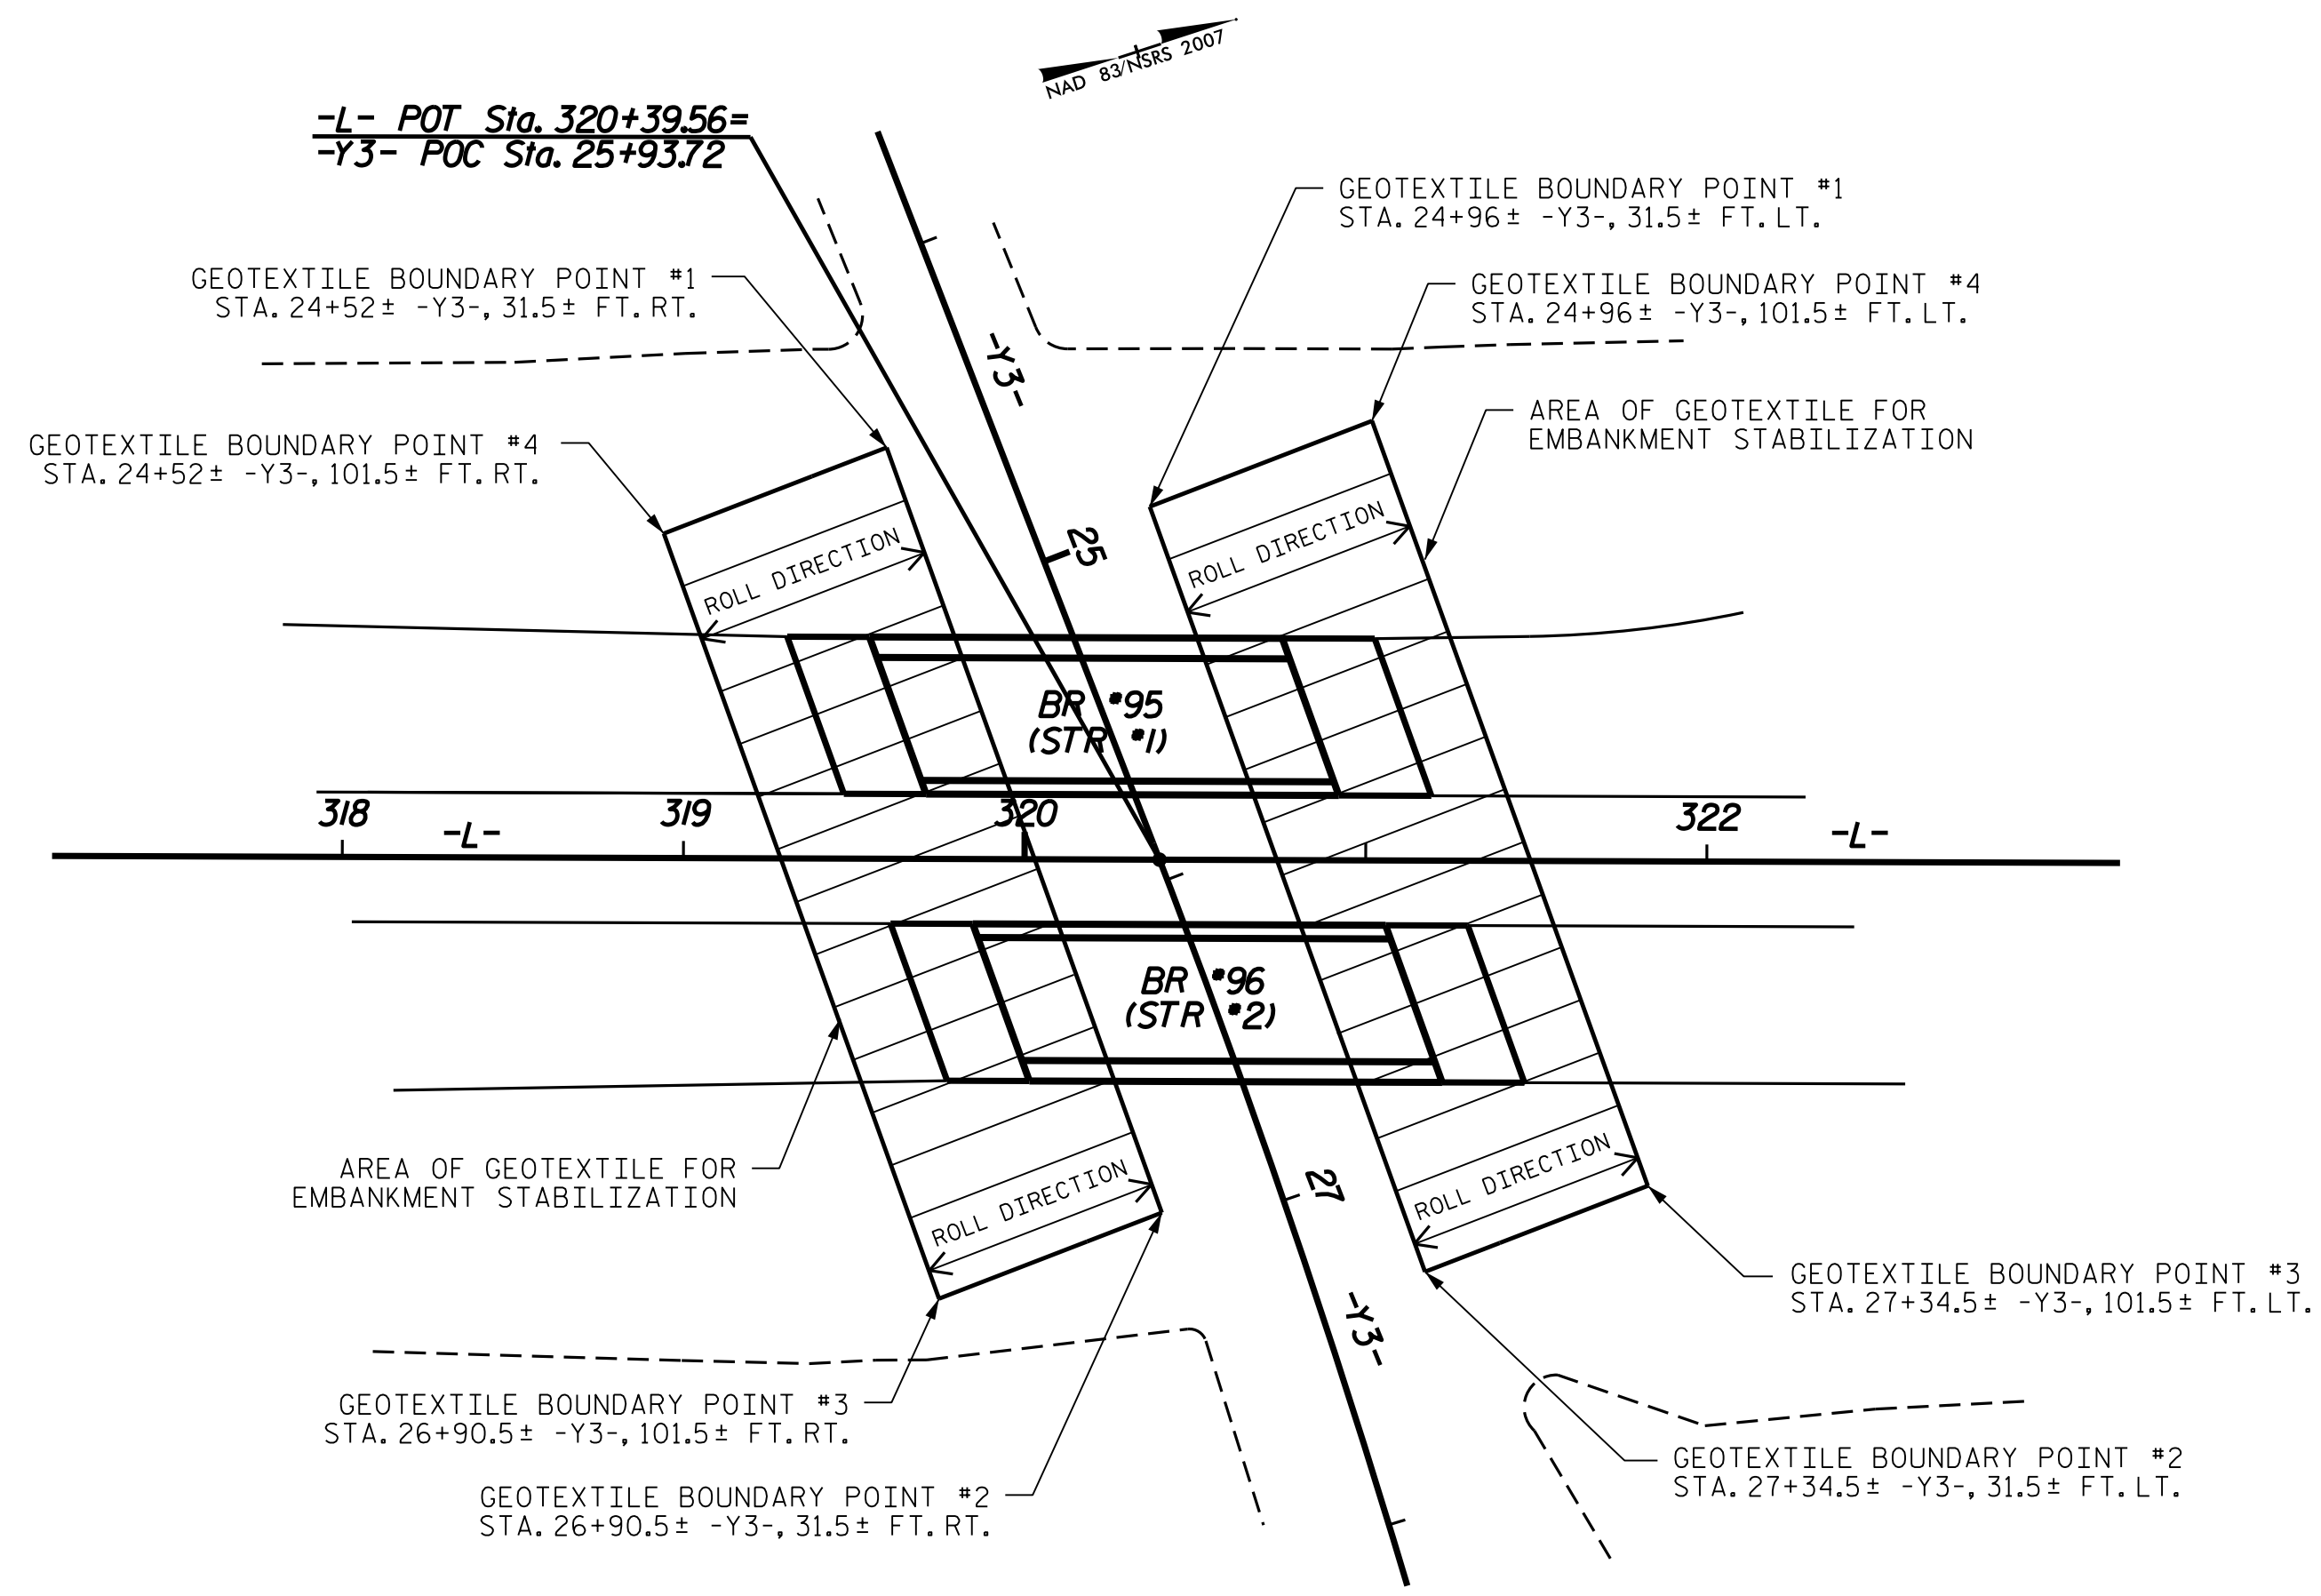 NAD 83/NSRS 2007
-L- POT Sta. 320+39.56=
-Y3- POC Sta. 25+93.72
GEOTEXTILE BOUNDARY POINT #1
STA. 24+96± -Y3-, 31.5± FT. LT.
GEOTEXTILE BOUNDARY POINT #1
STA. 24+52± -Y3-, 31.5± FT. RT.
GEOTEXTILE BOUNDARY POINT #4
STA. 24+96± -Y3-, 101.5± FT. LT.
-Y3-
AREA OF GEOTEXTILE FOR
EMBANKMENT STABILIZATION
GEOTEXTILE BOUNDARY POINT #4
STA. 24+52± -Y3-, 101.5± FT. RT.
ROLL DIRECTION
25
ROLL DIRECTION
BR #95
(STR #1)
318
-L-
319
320
322
-L-
BR #96
(STR #2)
AREA OF GEOTEXTILE FOR
EMBANKMENT STABILIZATION
ROLL DIRECTION
27
ROLL DIRECTION
GEOTEXTILE BOUNDARY POINT #3
STA. 27+34.5± -Y3-, 101.5± FT. LT.
-Y3-
GEOTEXTILE BOUNDARY POINT #3
STA. 26+90.5± -Y3-, 101.5± FT. RT.
GEOTEXTILE BOUNDARY POINT #2
STA. 27+34.5± -Y3-, 31.5± FT. LT.
GEOTEXTILE BOUNDARY POINT #2
STA. 26+90.5± -Y3-, 31.5± FT. RT.